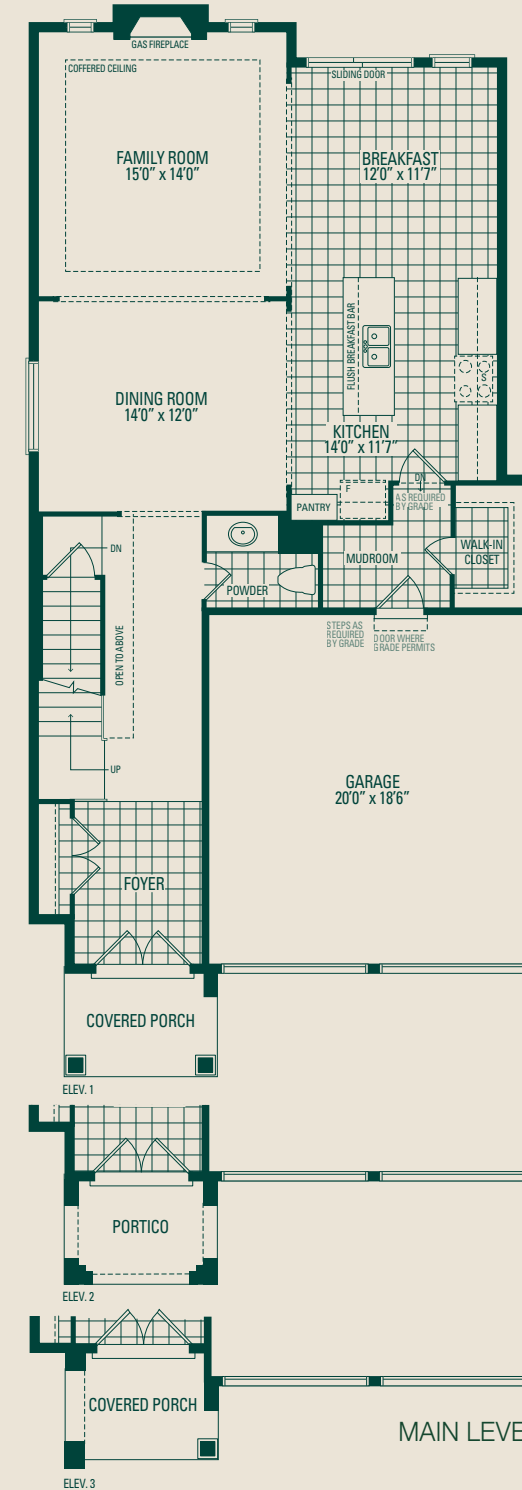 GAS FIREPLACE
COFFERED CEILING
SLIDING DOOR
FAMILY ROOM
15'0" x 14'0"
BREAKFAST
12'0" x 11'7"
FLUSH BREAKFAST BAR
S
DINING ROOM
14'0" x 12'0"
KITCHEN
14'0" x 11'7"
DN
AS REQUIRED
BY GRADE
F
PANTRY
DN
MUDROOM
WALK-IN
CLOSET
POWDER
OPEN TO ABOVE
STEPS AS
REQUIRED
BY GRADE
DOOR WHERE
GRADE PERMITS
UP
GARAGE
20'0" x 18'6"
FOYER
COVERED PORCH
ELEV. 1
PORTICO
ELEV. 2
COVERED PORCH
MAIN LEVE
ELEV. 3